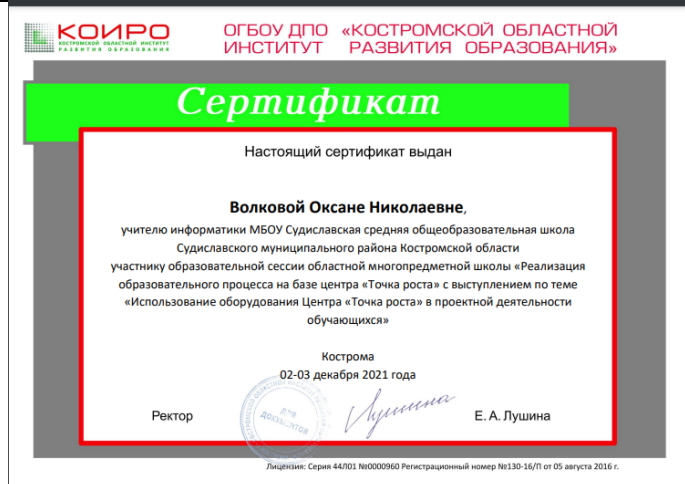 КОИРО
КОСТРОМСКОЙ ОБЛАСТНОЙ ИНСТИТУТ
РАЗВИТИЯ ОБРАЗОВАНИЯ
ОГБОУ ДПО «КОСТРОМСКОЙ ОБЛАСТНОЙ
ИНСТИТУТ РАЗВИТИЯ ОБРАЗОВАНИЯ»
Сертификат
Настоящий сертификат выдан
Волковой Оксане Николаевне,
учителю информатики МБОУ Судиславская средняя общеобразовательная школа
Судиславского муниципального района Костромской области
участнику образовательной сессии областной многопредметной школы «Реализация
образовательного процесса на базе центра «Точка роста» с выступлением по теме
«Использование оборудования Центра «Точка роста» в проектной деятельности
обучающихся»
Кострома
02-03 декабря 2021 года
ДЛЯ
ДОКУМЕНТОВ
Ректор
Е. А. Лушина
Лицензия: Серия 44Л01 №0000960 Регистрационный номер №130-16/П от 05 августа 2016 г.